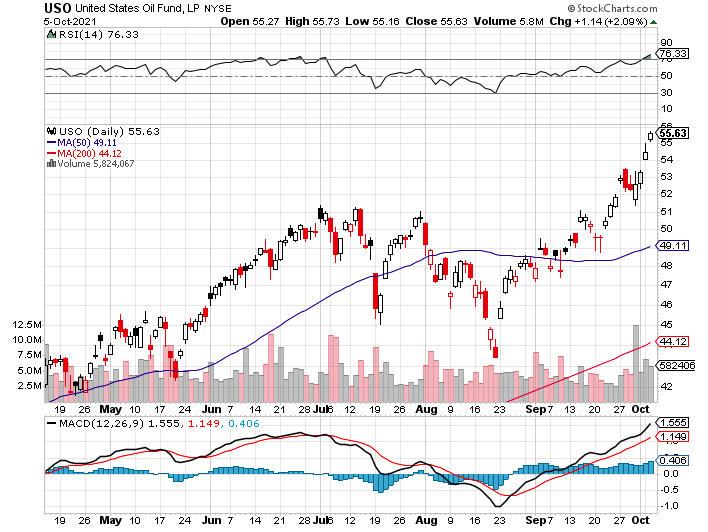 USO United States Oil Fund, LP NYSE © StockCharts.com
5-Oct-2021 Open 55.27 High 55.73 Low 55.16 Close 55.63 Volume 5.8M Chg +1.14 (+2.09%)
RSI(14) 76.33
90
76.33
70
50
30
10
USO (Daily) 55.63
MA(50) 49.11
MA(200) 44.12
Volume 5,824,067
56
55.63
55
54
53
52
51
50
49.11
49
48
47
46
45
44.12
42
12.5M
10.0M
7.5M
5.0M
2.5M
19 26 May 10 17 24 Jun 7 14 21 28 Jul 6 12 19 26 Aug 9 16 23 Sep 7 13 20 27 Oct
MACD(12,26,9) 1.555, 1.149, 0.406
1.555
1.149
0.406
0.0
-0.5
-1.0
19 26 May 10 17 24 Jun 7 14 21 28 Jul 6 12 19 26 Aug 9 16 23 Sep 7 13 20 27 Oct